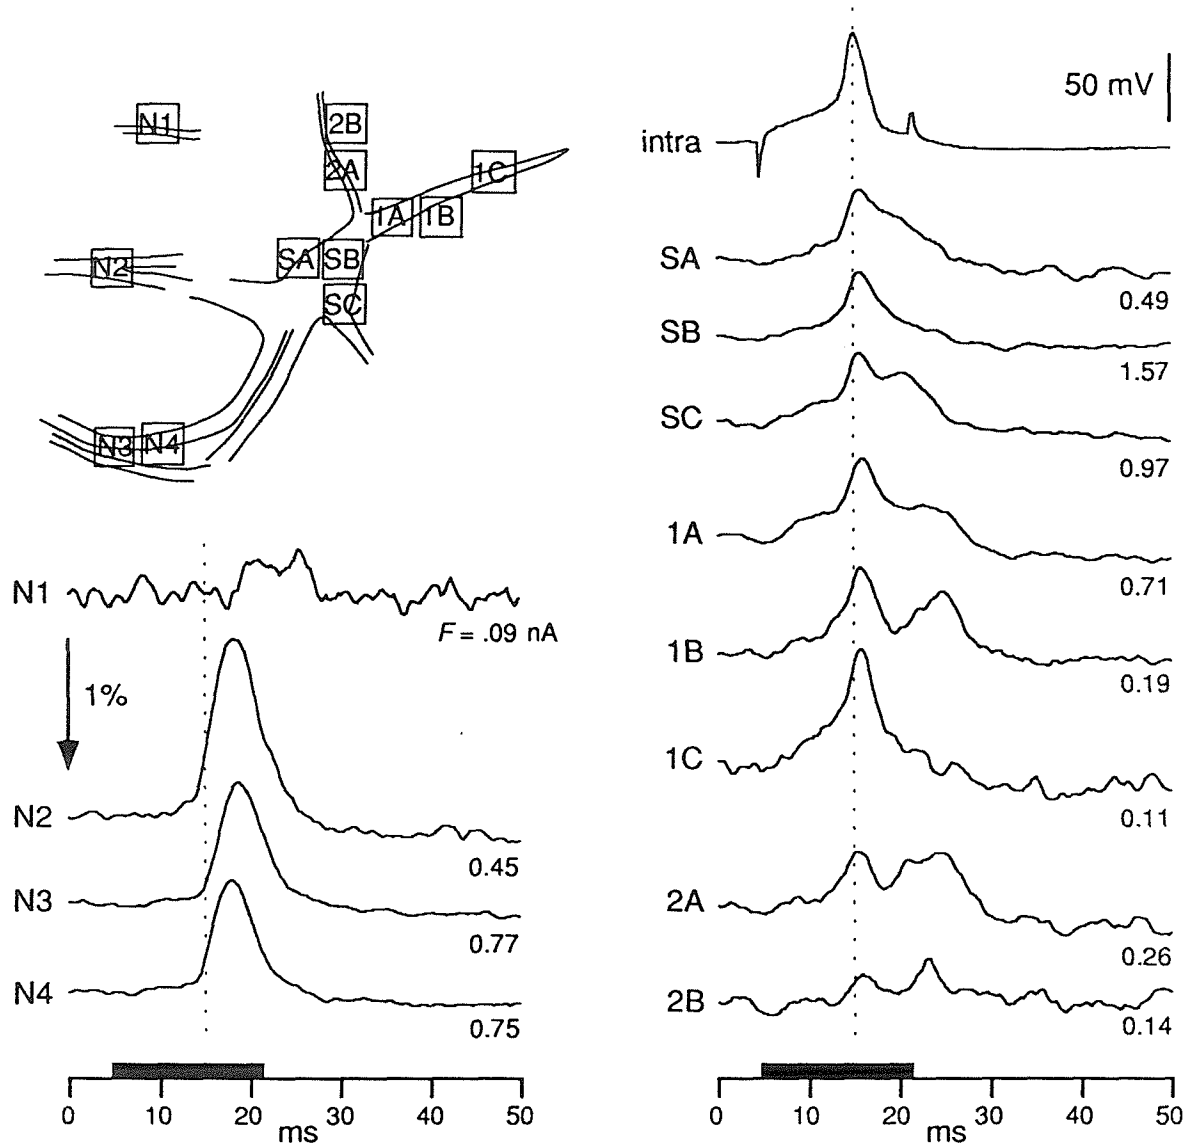 N1
2B
2A
1C
1A
1B
N2
SA
SB
SC
N3
N4
N1
F = .09 nA
1%
N2
0.45
N3
0.77
N4
0.75
0
10
20
30
40
50
ms
50 mV
intra
SA
0.49
SB
1.57
SC
0.97
1A
0.71
1B
0.19
1C
0.11
2A
0.26
2B
0.14
0
10
20
30
40
50
ms